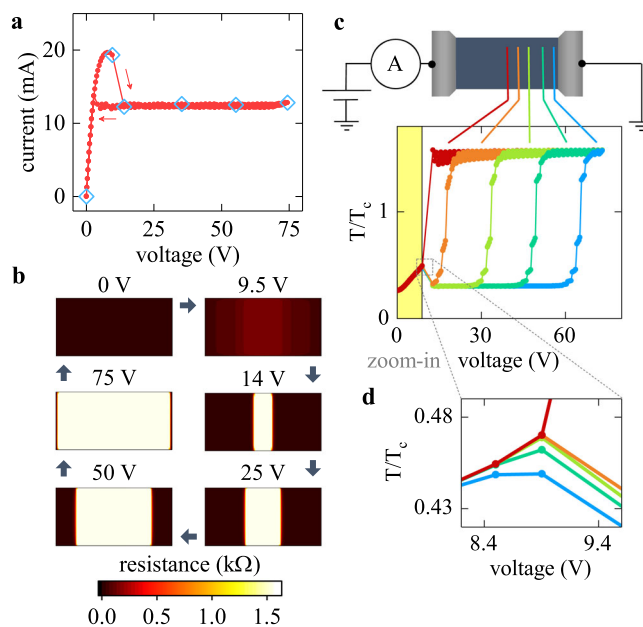 a
current (mA)
20
10
0
0
25
50
75
voltage (V)
b
0 V
9.5 V
75 V
14 V
50 V
25 V
resistance (kΩ)
0.0
0.5
1.0
1.5
c
A
T/Tc
1
0
0
30
60
zoom-in
voltage (V)
d
T/Tc
0.48
0.43
8.4
9.4
voltage (V)